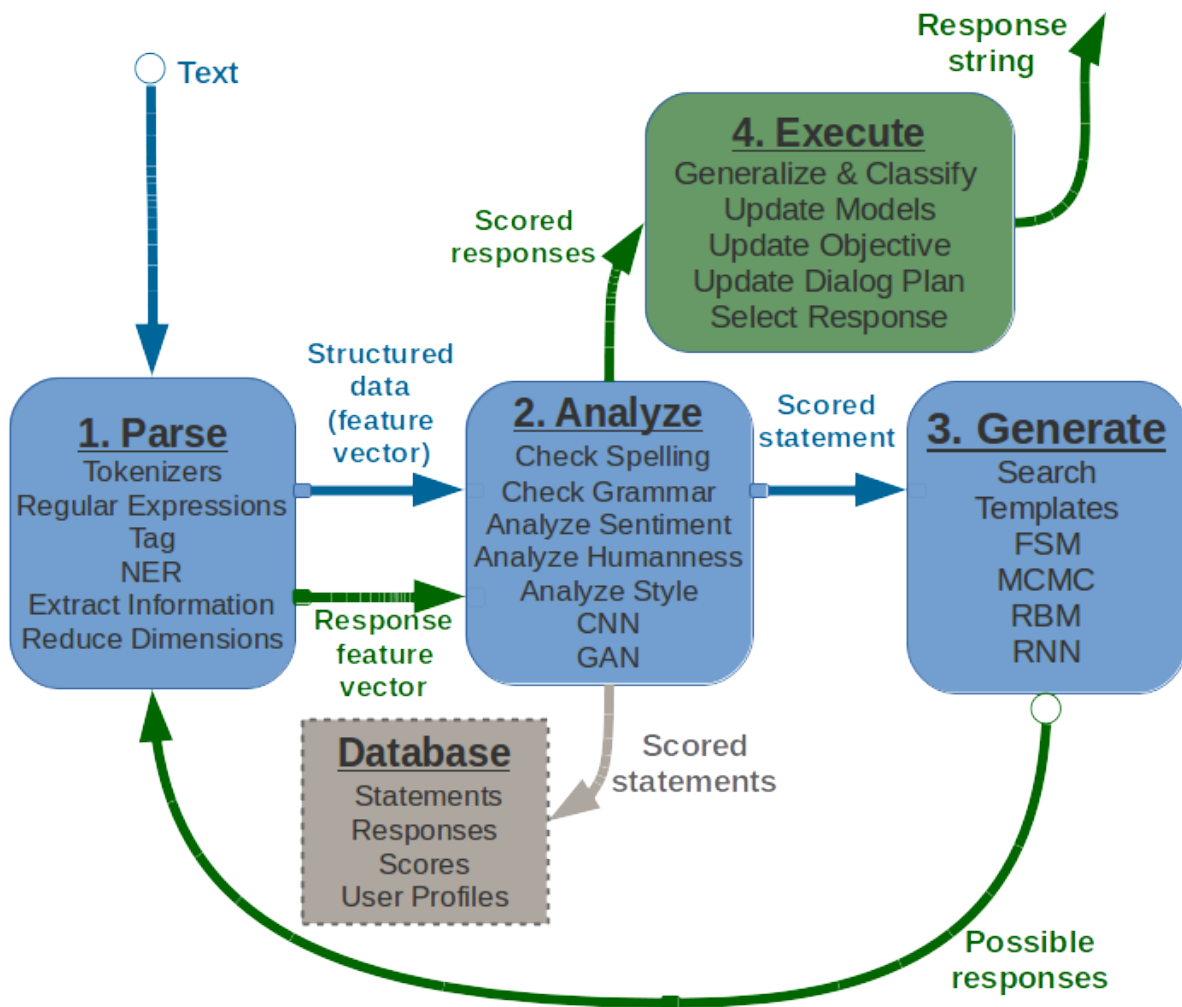 Text
Response
string
4. Execute
Generalize & Classify
Update Models
Update Objective
Update Dialog Plan
Select Response
Scored
responses
Structured
data
(feature
vector)
1. Parse
Tokenizers
Regular Expressions
Tag
NER
Extract Information
Reduce Dimensions
Response
feature
vector
2. Analyze
Check Spelling
Check Grammar
Analyze Sentiment
Analyze Humanness
Analyze Style
CNN
GAN
Scored
statement
3. Generate
Search
Templates
FSM
MCMC
RBM
RNN
Database
Statements
Responses
Scores
User Profiles
Scored
statements
Possible
responses